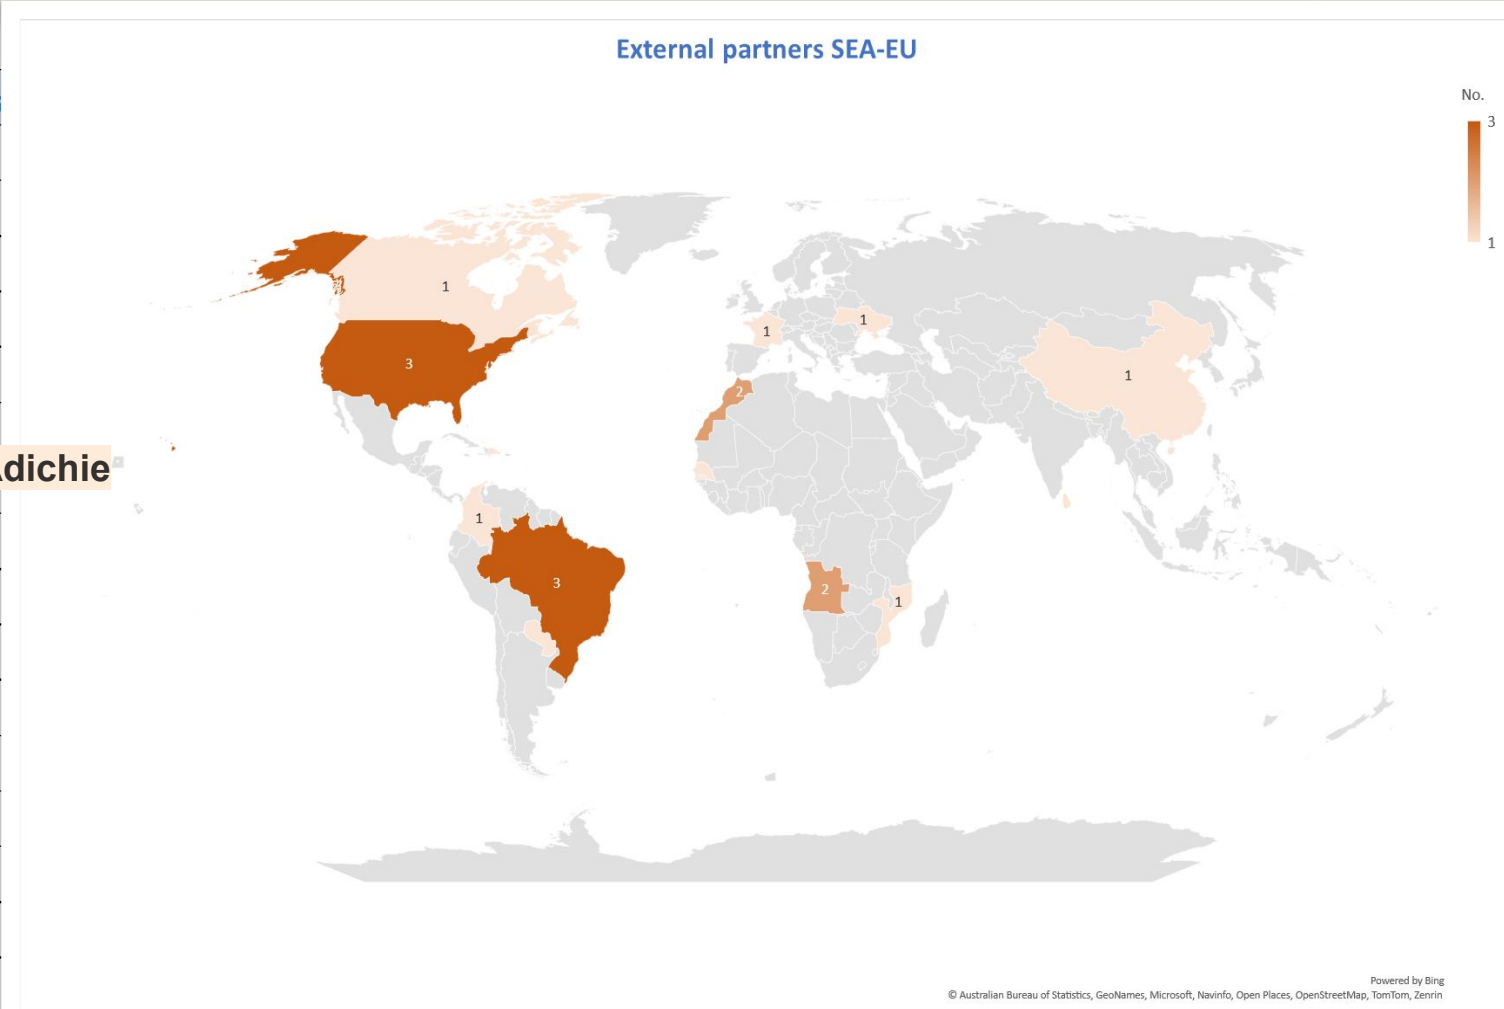 External partners SEA-EU
No.
3
1
1
3
1
1
2
1
dichie
1
3
2
1
Powered by Bing
© Australian Bureau of Statistics, GeoNames, Microsoft, Navinfo, Open Places, OpenStreetMap, TomTom, Zenrin